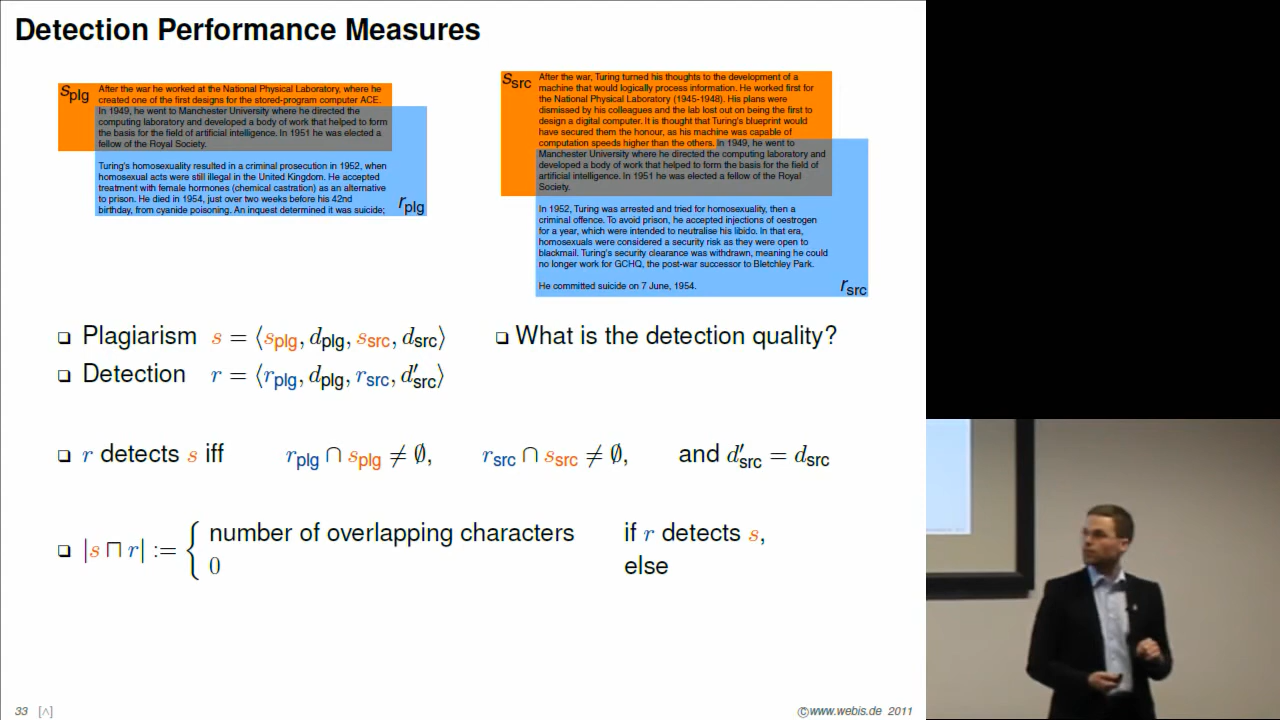 Detection Performance Measures
s_plg
After the war he worked at the National Physical Laboratory, where he
created one of the first designs for the stored-program computer ACE.
In 1949, he went to Manchester University where he directed the
computing laboratory and developed a body of work that helped to form
the basis for the field of artificial intelligence. In 1951 he was elected a
fellow of the Royal Society.
Turing's homosexuality resulted in a criminal prosecution in 1952, when
homosexual acts were still illegal in the United Kingdom. He accepted
treatment with female hormones (chemical castration) as an alternative
to prison. He died in 1954, just over two weeks before his 42nd
birthday, from cyanide poisoning. An inquest determined it was suicide;
r_plg
s_src
After the war, Turing turned his thoughts to the development of a
machine that would logically process information. He worked first for
the National Physical Laboratory (1945-1948). His plans were
dismissed by his colleagues and the lab lost out on being the first to
design a digital computer. It is thought that Turing's blueprint would
have secured them the honour, as his machine was capable of
computation speeds higher than the others. In 1949, he went to
Manchester University where he directed the computing laboratory and
developed a body of work that helped to form the basis for the field of
artificial intelligence. In 1951 he was elected a fellow of the Royal
Society.
In 1952, Turing was arrested and tried for homosexuality, then a
criminal offence. To avoid prison, he accepted injections of oestrogen
for a year, which were intended to neutralise his libido. In that era,
homosexuals were considered a security risk as they were open to
blackmail. Turing's security clearance was withdrawn, meaning he could
no longer work for GCHQ, the post-war successor to Bletchley Park.
He committed suicide on 7 June, 1954.
r_src
❑ Plagiarism s = ⟨s_plg, d_plg, s_src, d_src⟩
❑ Detection r = ⟨r_plg, d_plg, r_src, d′_src⟩
❑ What is the detection quality?
❑ r detects s iff r_plg ∩ s_plg ≠ ∅, r_src ∩ s_src ≠ ∅, and d′_src = d_src
❑ |s ⊓ r| := { number of overlapping characters if r detects s,
0 else
33 [∧] ©www.webis.de 2011